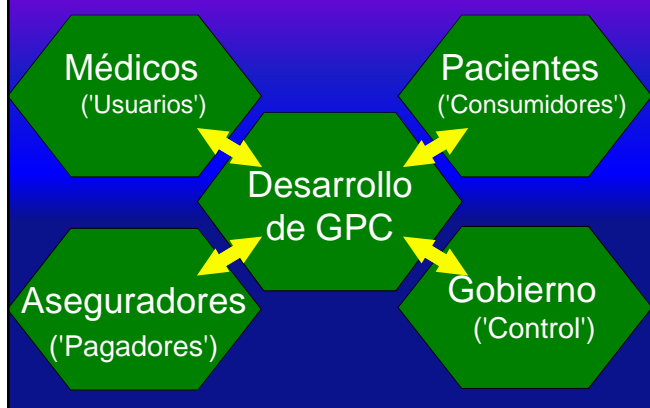 Médicos
('Usuarios')
Pacientes
('Consumidores')
Desarrollo
de GPC
Aseguradores
('Pagadores')
Gobierno
('Control')